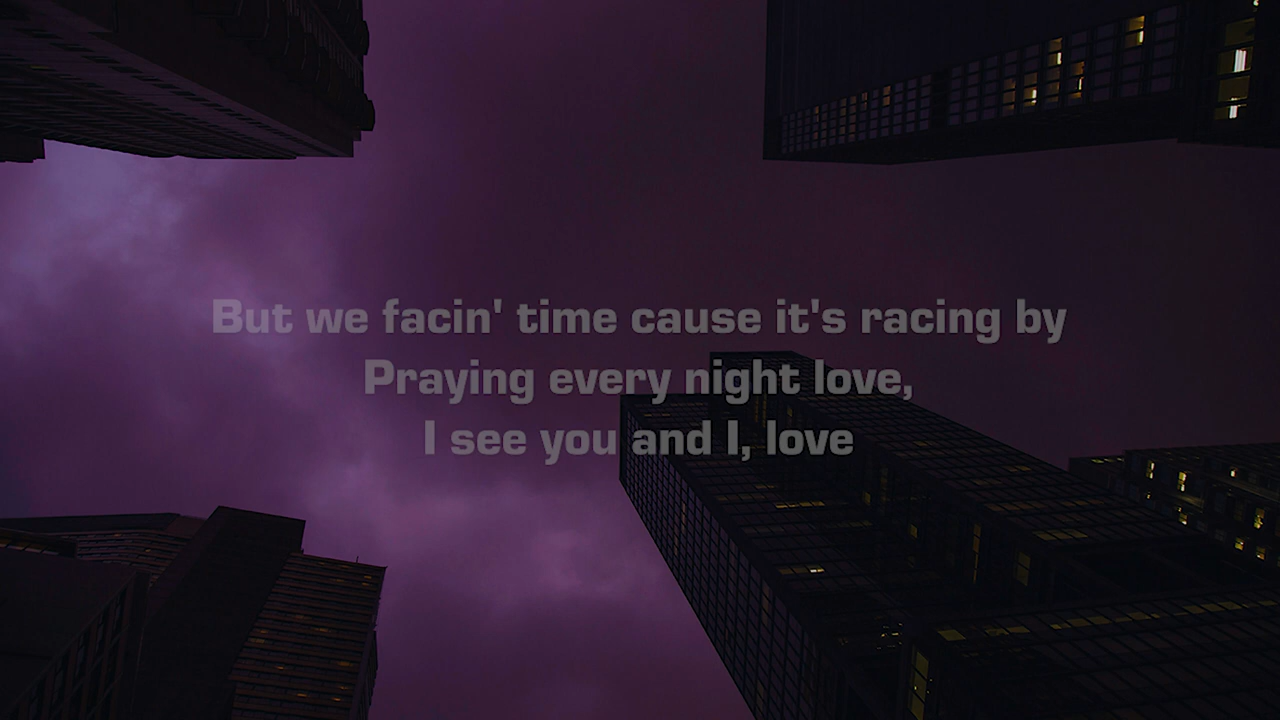 But we facin' time cause it's racing by
Praying every night love,
I see you and I, love